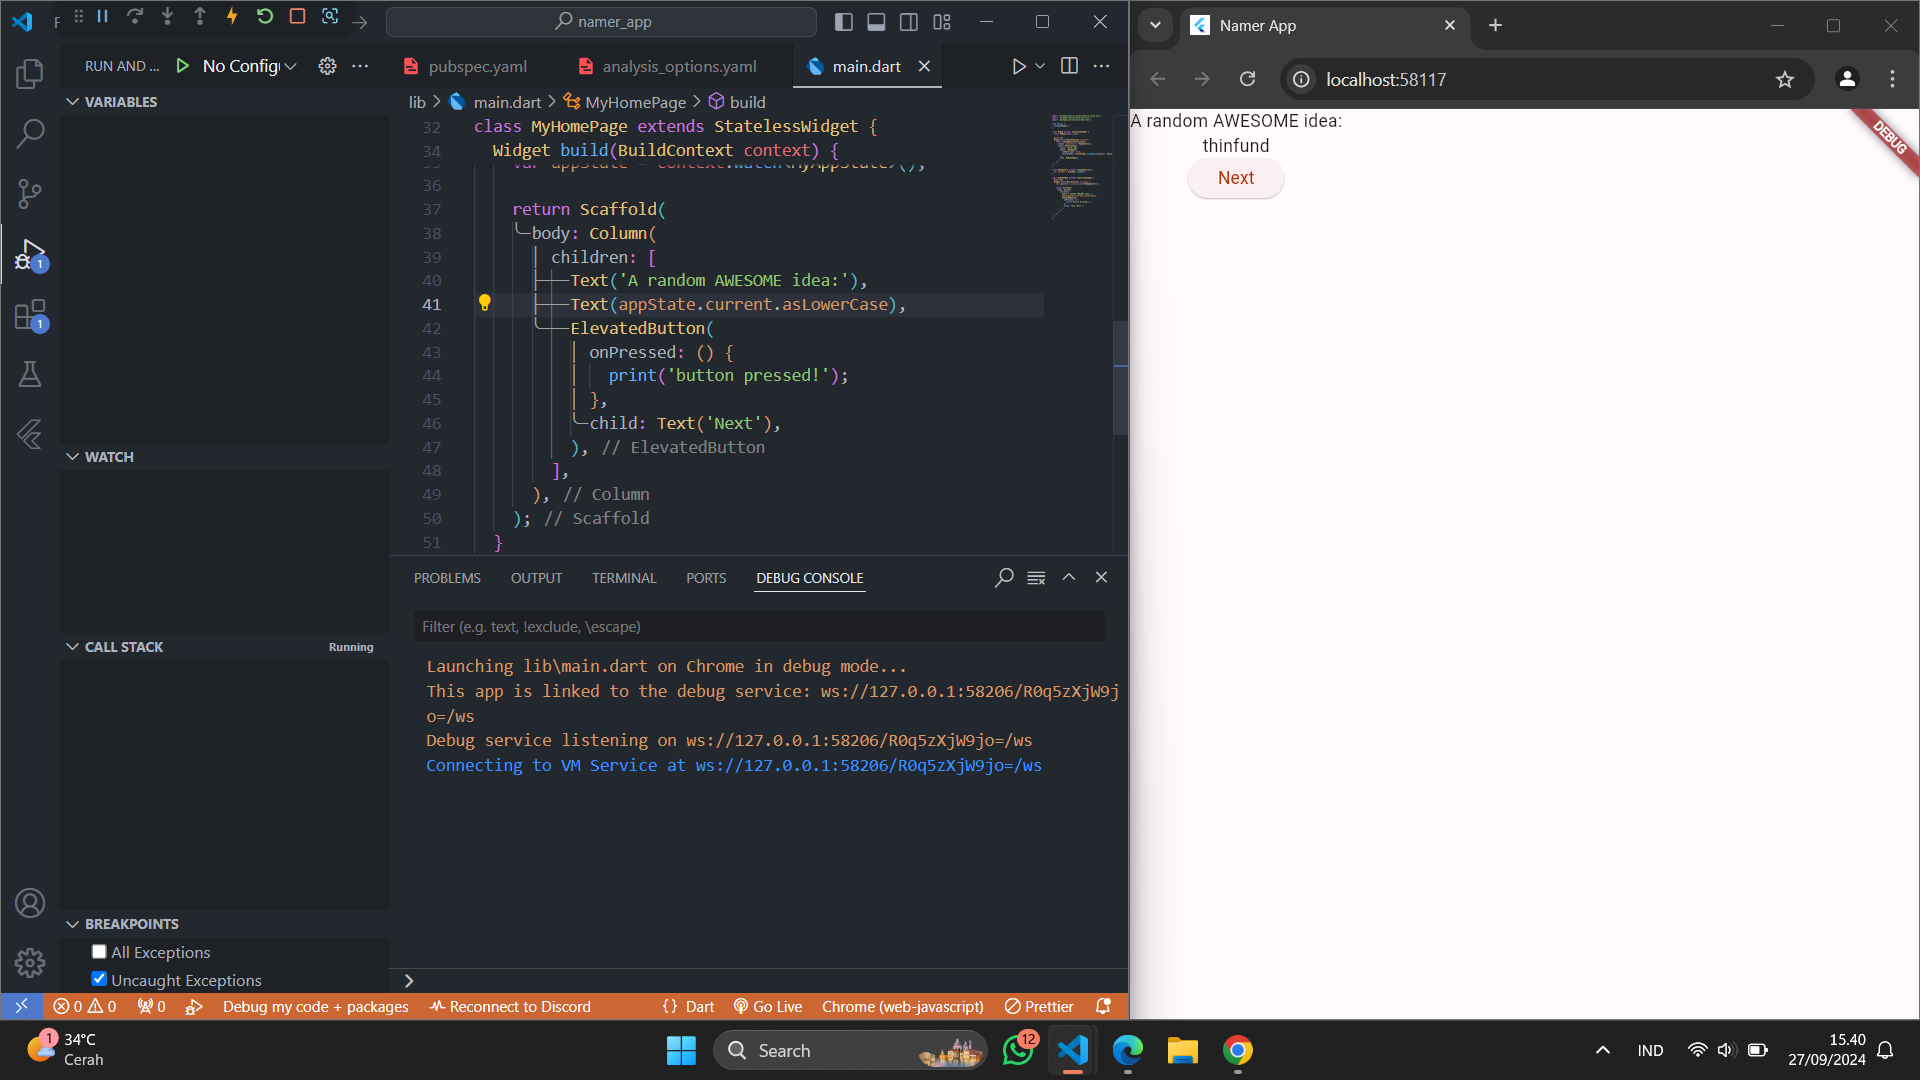 namer_app
RUN AND ...
No Config
pubspec.yaml
analysis_options.yaml
main.dart
lib > main.dart > MyHomePage > build
VARIABLES
WATCH
CALL STACK
Running
BREAKPOINTS
All Exceptions
Uncaught Exceptions
32 class MyHomePage extends StatelessWidget {
34 Widget build(BuildContext context) {
var appState = context.watch<MyAppState>();
36
37 return Scaffold(
38 body: Column(
39 children: [
40 Text('A random AWESOME idea:'),
41 Text(appState.current.asLowerCase),
42 ElevatedButton(
43 onPressed: () {
44 print('button pressed!');
45 },
46 child: Text('Next'),
47 ), // ElevatedButton
48 ],
49 ), // Column
50 ); // Scaffold
51 }
PROBLEMS
OUTPUT
TERMINAL
PORTS
DEBUG CONSOLE
Filter (e.g. text, !exclude, \escape)
Launching lib\main.dart on Chrome in debug mode...
This app is linked to the debug service: ws://127.0.0.1:58206/R0q5zXjW9j
o=/ws
Debug service listening on ws://127.0.0.1:58206/R0q5zXjW9jo=/ws
Connecting to VM Service at ws://127.0.0.1:58206/R0q5zXjW9jo=/ws
1
1
0 0
0
Debug my code + packages
Reconnect to Discord
{} Dart
Go Live
Chrome (web-javascript)
Prettier
Namer App
localhost:58117
A random AWESOME idea:
thinfund
Next
DEBUG
1
34°C
Cerah
Search
12
IND
15.40
27/09/2024